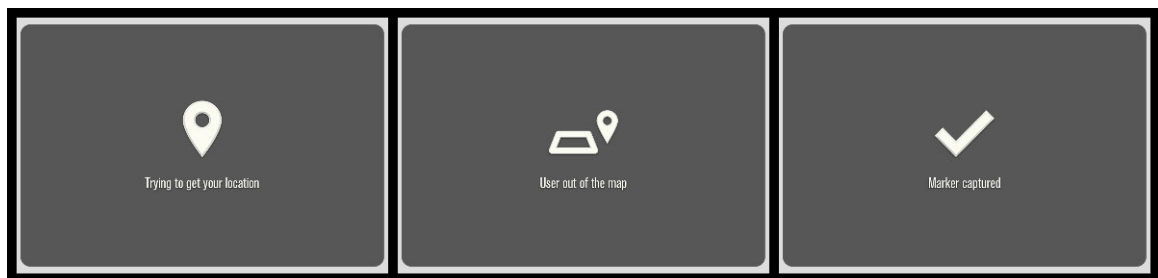 Trying to get your location
User out of the map
Marker captured